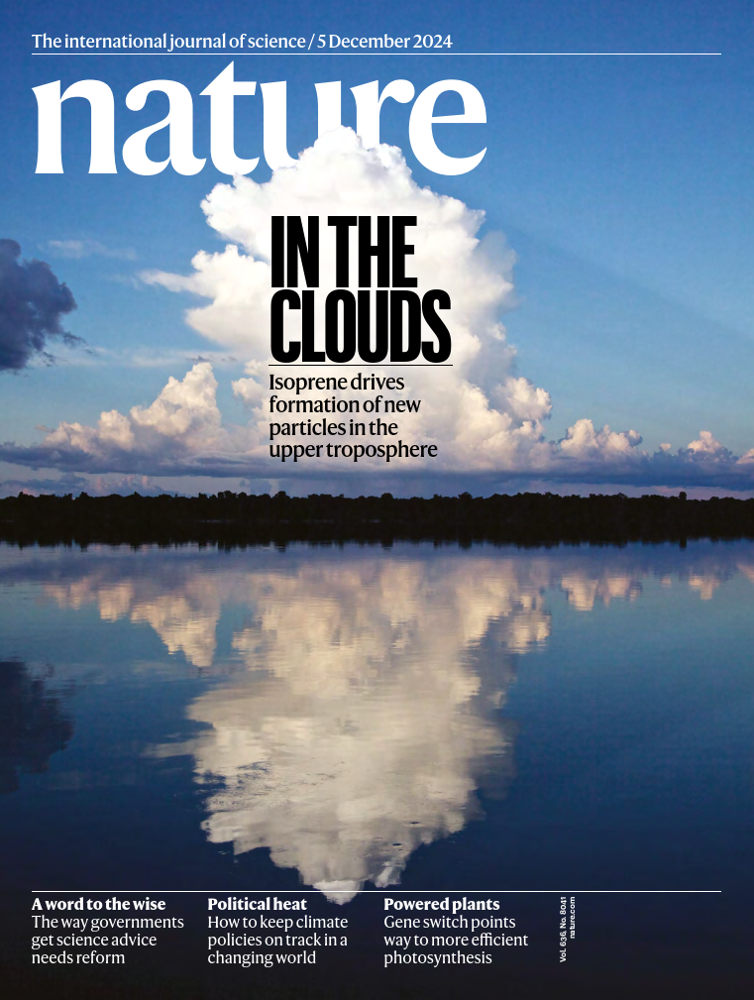 The international journal of science / 5 December 2024
nature
IN THE
CLOUDS
Isoprene drives
formation of new
particles in the
upper troposphere
A word to the wise
The way governments
get science advice
needs reform
Political heat
How to keep climate
policies on track in a
changing world
Powered plants
Gene switch points
way to more efficient
photosynthesis
Vol. 636, No. 8041
nature.com